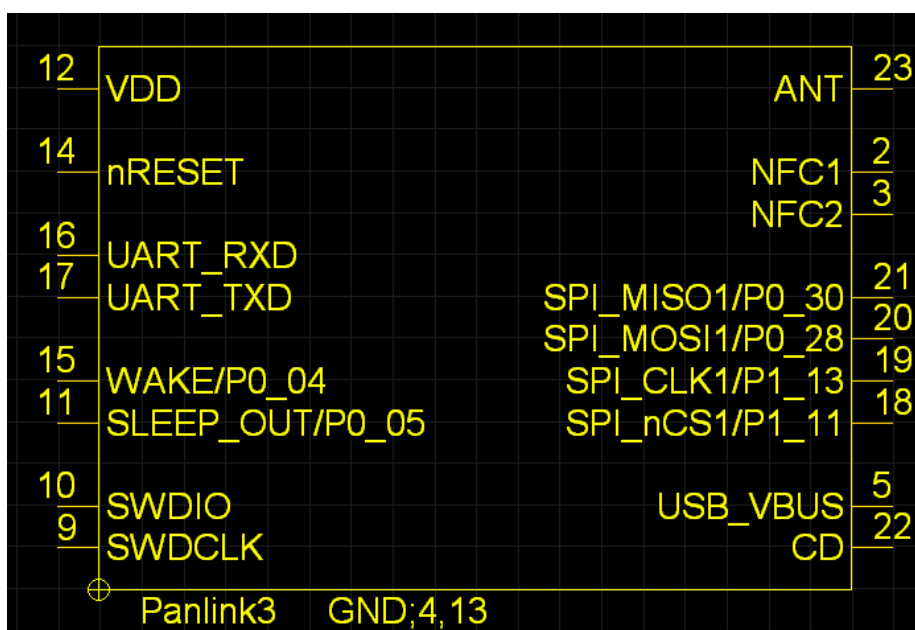 12 VDD ANT 23
14 nRESET NFC1 2
NFC2 3
16 UART_RXD
17 UART_TXD SPI_MISO1/P0_30 21
SPI_MOSI1/P0_28 20
15 WAKE/P0_04 SPI_CLK1/P1_13 19
11 SLEEP_OUT/P0_05 SPI_nCS1/P1_11 18
10 SWDIO USB_VBUS 5
9 SWDCLK CD 22
Panlink3 GND;4,13